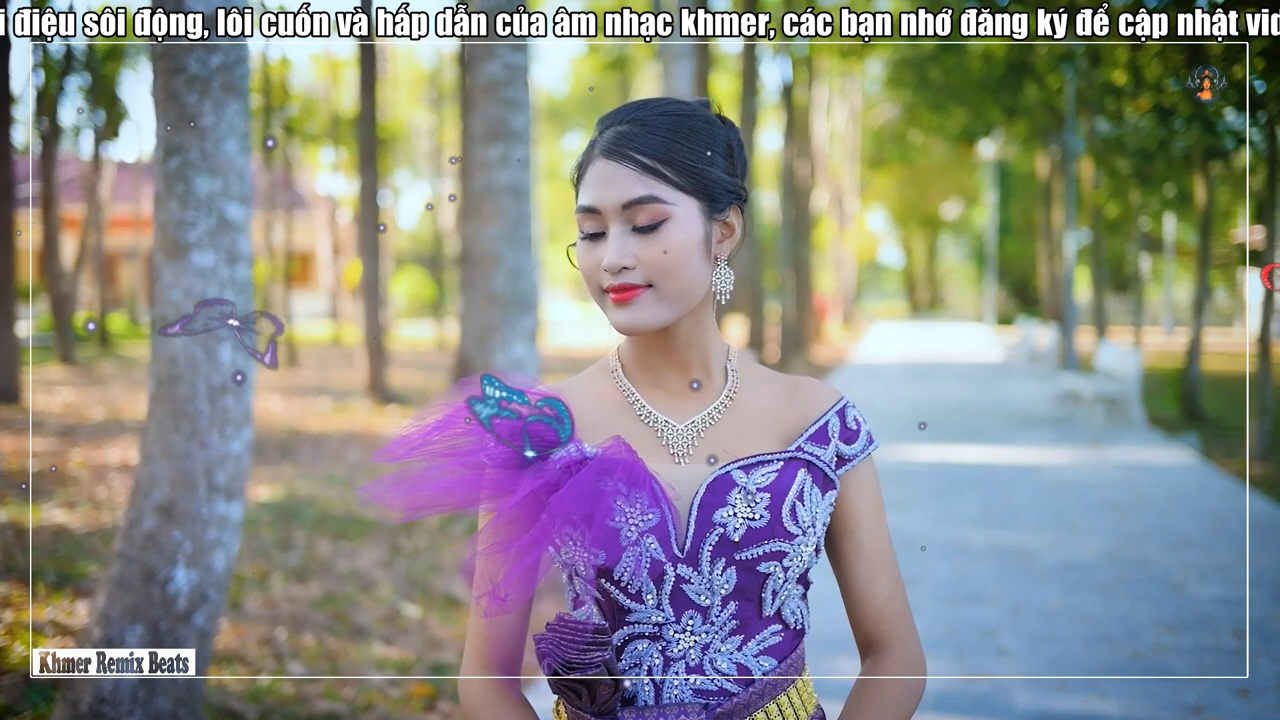 điệu sôi động, lôi cuốn và hấp dẫn của âm nhạc khmer, các bạn nhớ đăng ký để cập nhật
Khmer Remix Beats